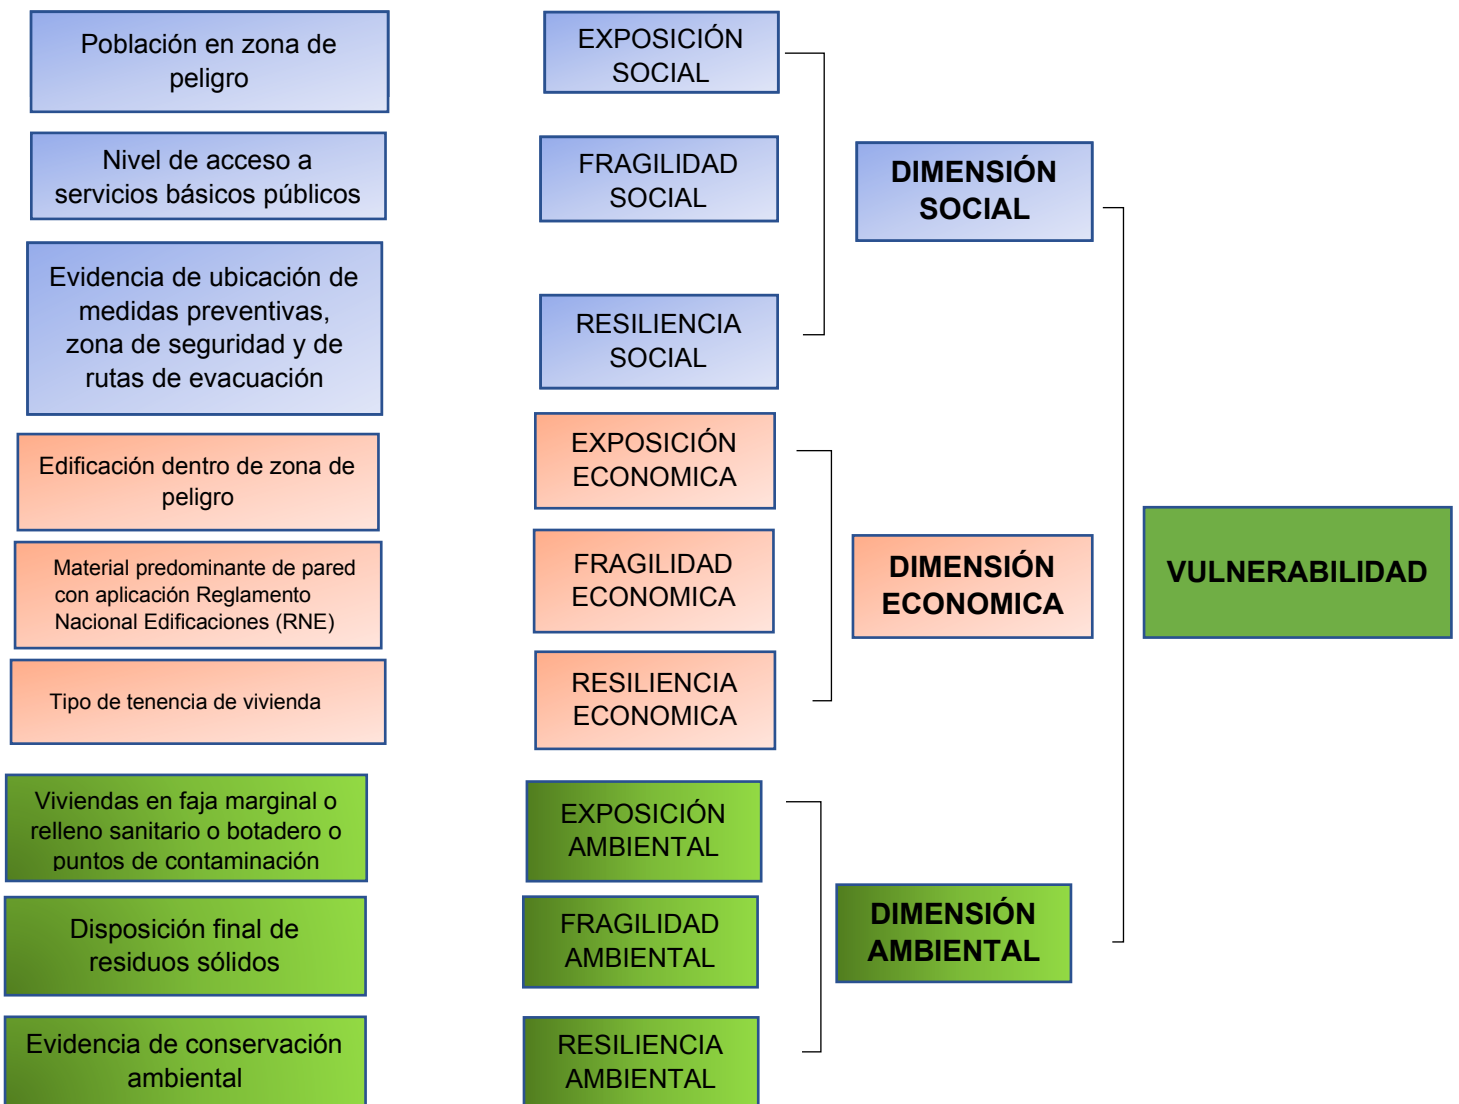 Población en zona de
peligro
EXPOSICIÓN
SOCIAL
Nivel de acceso a
servicios básicos públicos
FRAGILIDAD
SOCIAL
Evidencia de ubicación de
medidas preventivas,
zona de seguridad y de
rutas de evacuación
RESILIENCIA
SOCIAL
DIMENSIÓN
SOCIAL
Edificación dentro de zona de
peligro
EXPOSICIÓN
ECONOMICA
Material predominante de pared
con aplicación Reglamento
Nacional Edificaciones (RNE)
FRAGILIDAD
ECONOMICA
Tipo de tenencia de vivienda
RESILIENCIA
ECONOMICA
DIMENSIÓN
ECONOMICA
VULNERABILIDAD
Viviendas en faja marginal o
relleno sanitario o botadero o
puntos de contaminación
EXPOSICIÓN
AMBIENTAL
Disposición final de
residuos sólidos
FRAGILIDAD
AMBIENTAL
Evidencia de conservación
ambiental
RESILIENCIA
AMBIENTAL
DIMENSIÓN
AMBIENTAL